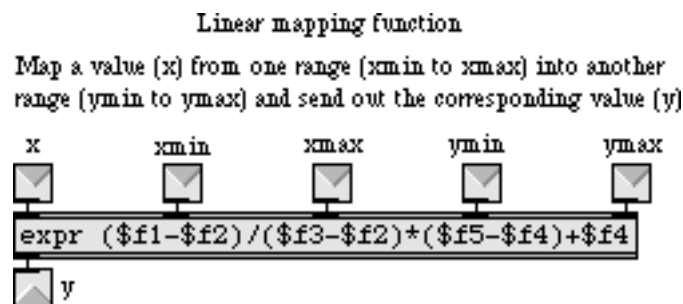 Linear mapping function
Map a value (x) from one range (xmin to xmax) into another
range (ymin to ymax) and send out the corresponding value (y)
x xmin xmax ymin ymax
expr ($f1-$f2)/($f3-$f2)*($f5-$f4)+$f4
y